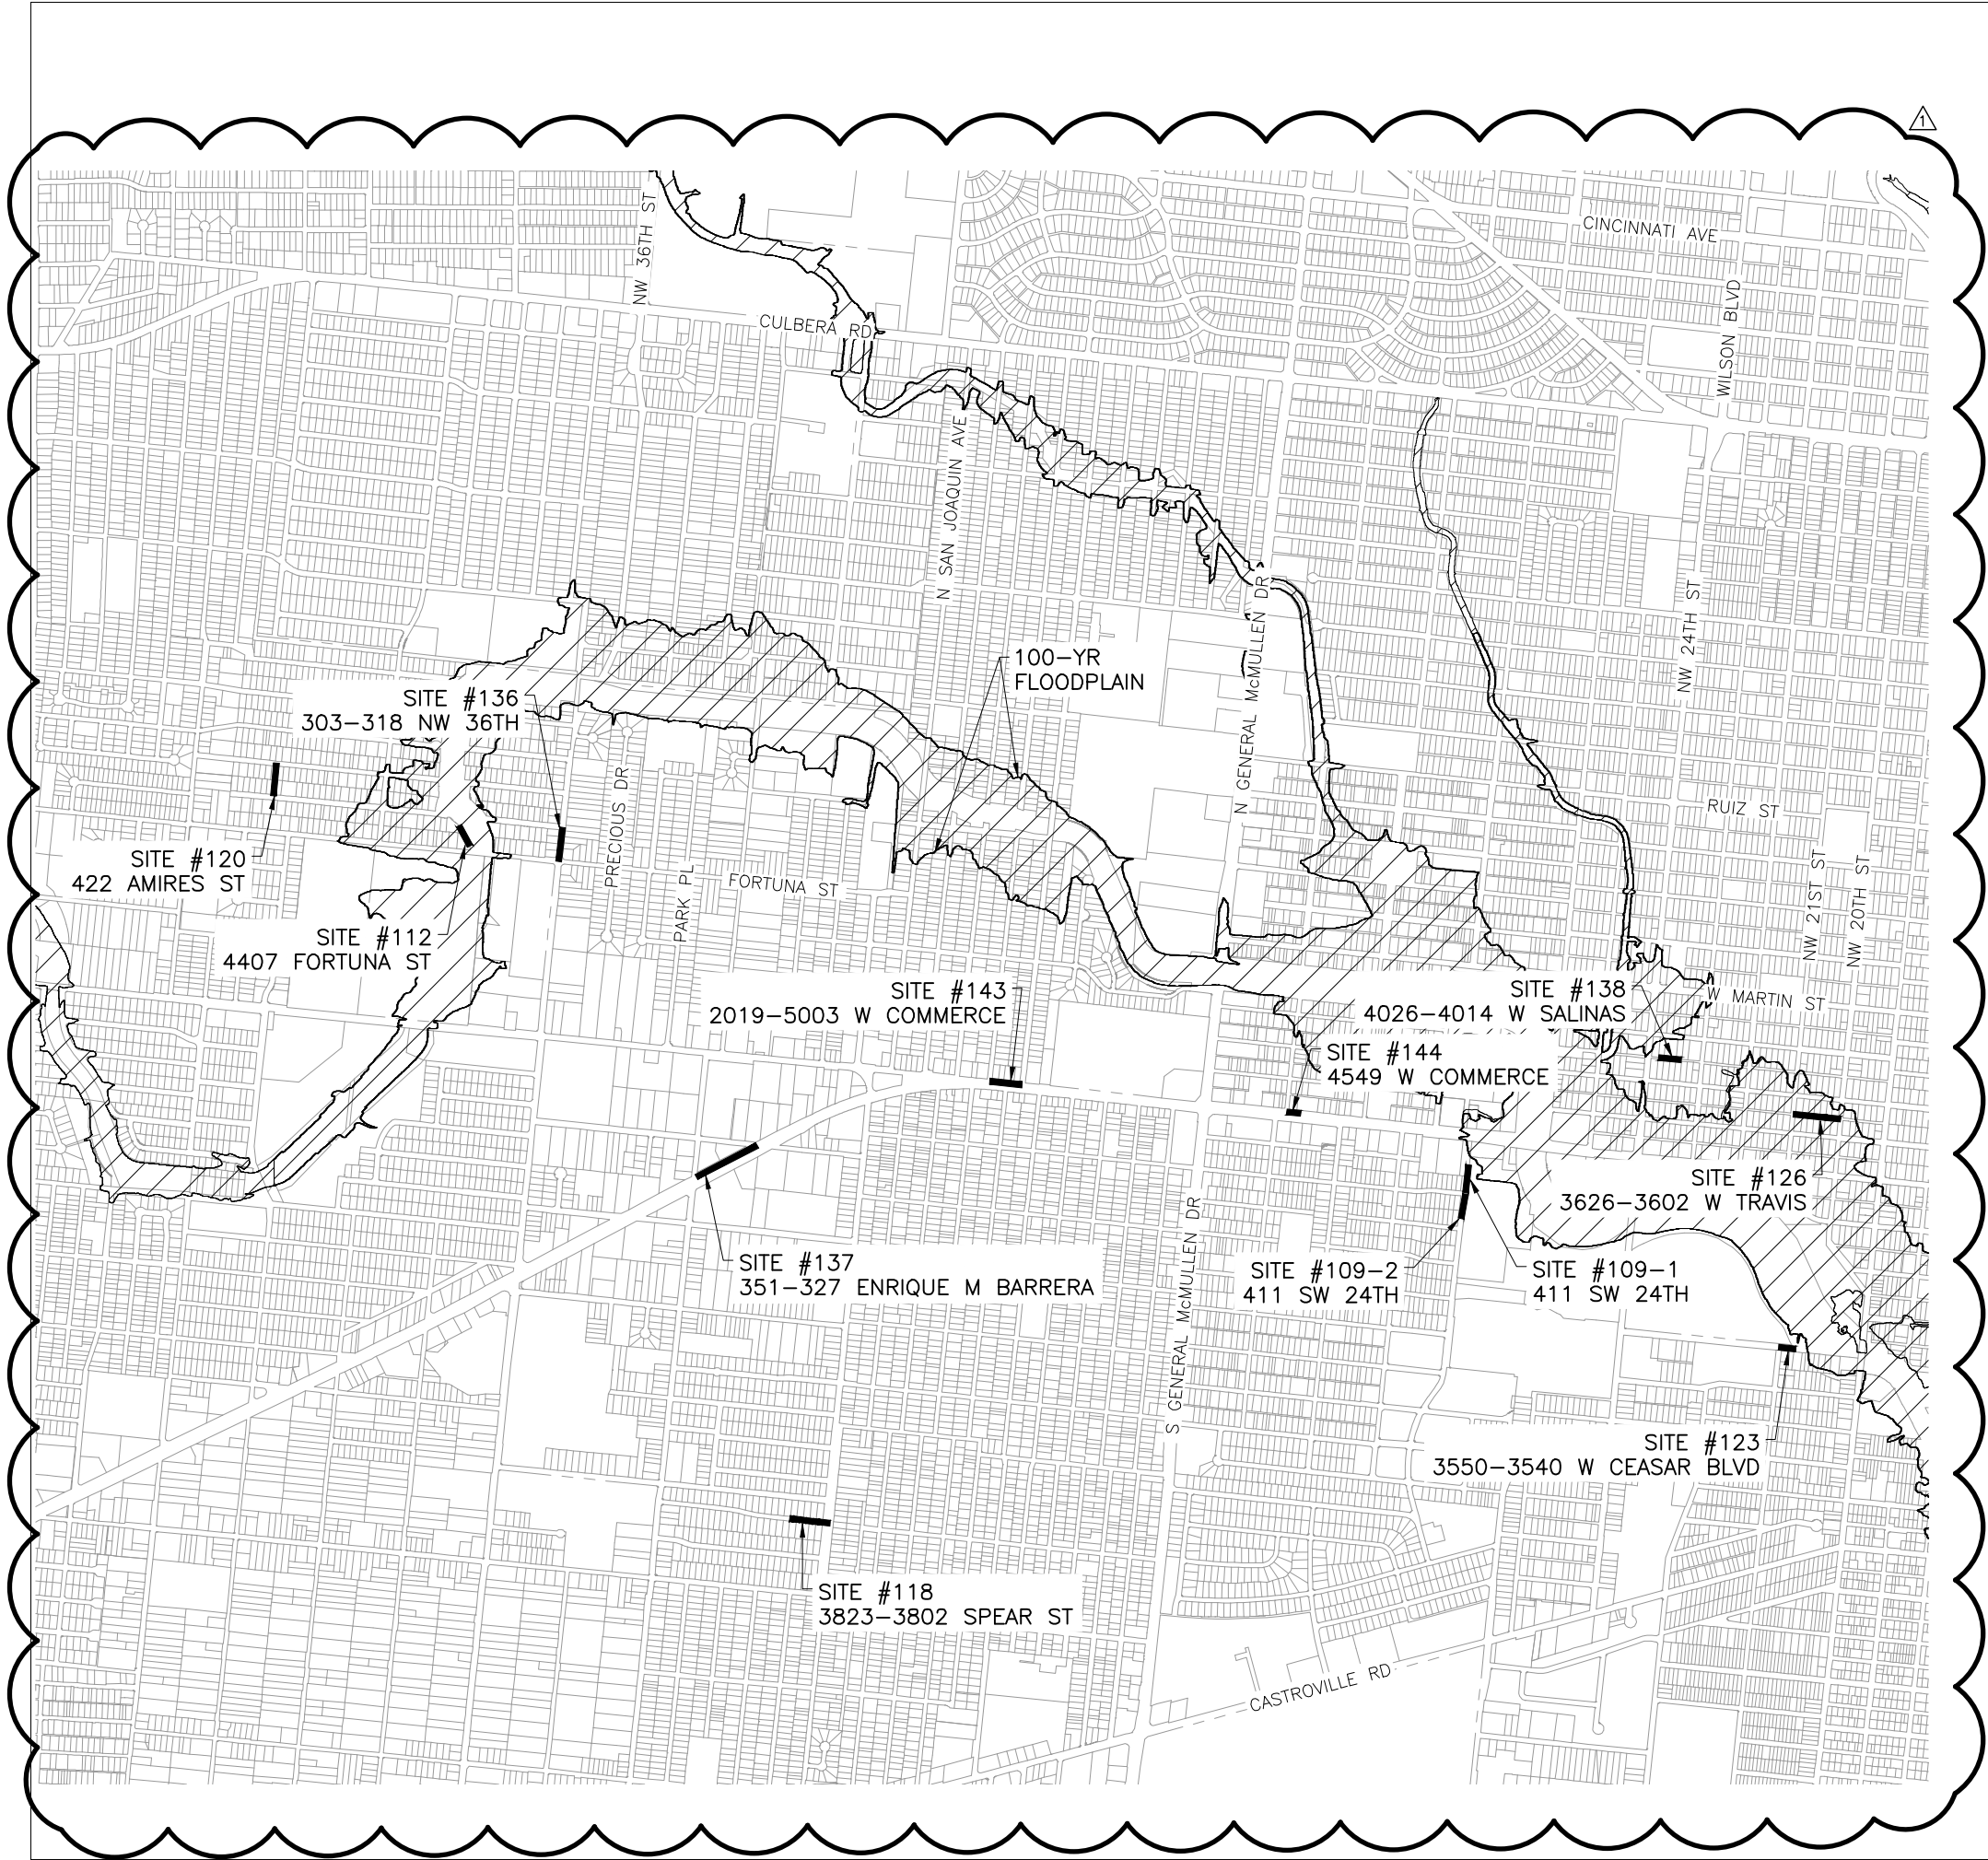 1
CINCINNATI AVE
NW 36TH ST
WILSON BLVD
CULBERA RD
N SAN JOAQUIN AVE
N GENERAL McMULLEN DR
NW 24TH ST
100-YR
FLOODPLAIN
SITE #136
303-318 NW 36TH
PRECIOUS DR
RUIZ ST
SITE #120
422 AMIRES ST
PARK PL
FORTUNA ST
NW 21ST ST
NW 20TH ST
SITE #112
4407 FORTUNA ST
SITE #143
2019-5003 W COMMERCE
SITE #138
4026-4014 W SALINAS
W MARTIN ST
SITE #144
4549 W COMMERCE
SITE #126
3626-3602 W TRAVIS
S GENERAL McMULLEN DR
SITE #137
351-327 ENRIQUE M BARRERA
SITE #109-2
411 SW 24TH
SITE #109-1
411 SW 24TH
SITE #123
3550-3540 W CEASAR BLVD
SITE #118
3823-3802 SPEAR ST
CASTROVILLE RD